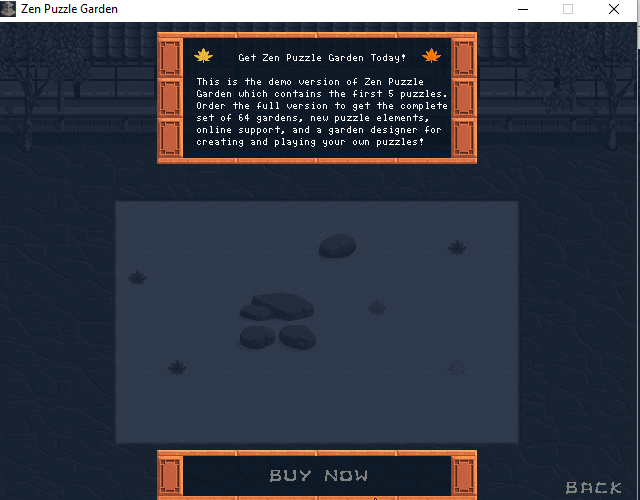 Zen Puzzle Garden
Get Zen Puzzle Garden Today!
This is the demo version of Zen Puzzle
Garden which contains the first 5 puzzles.
Order the full version to get the complete
set of 64 gardens, new puzzle elements,
online support, and a garden designer for
creating and playing your own puzzles!
BUY NOW
BACK